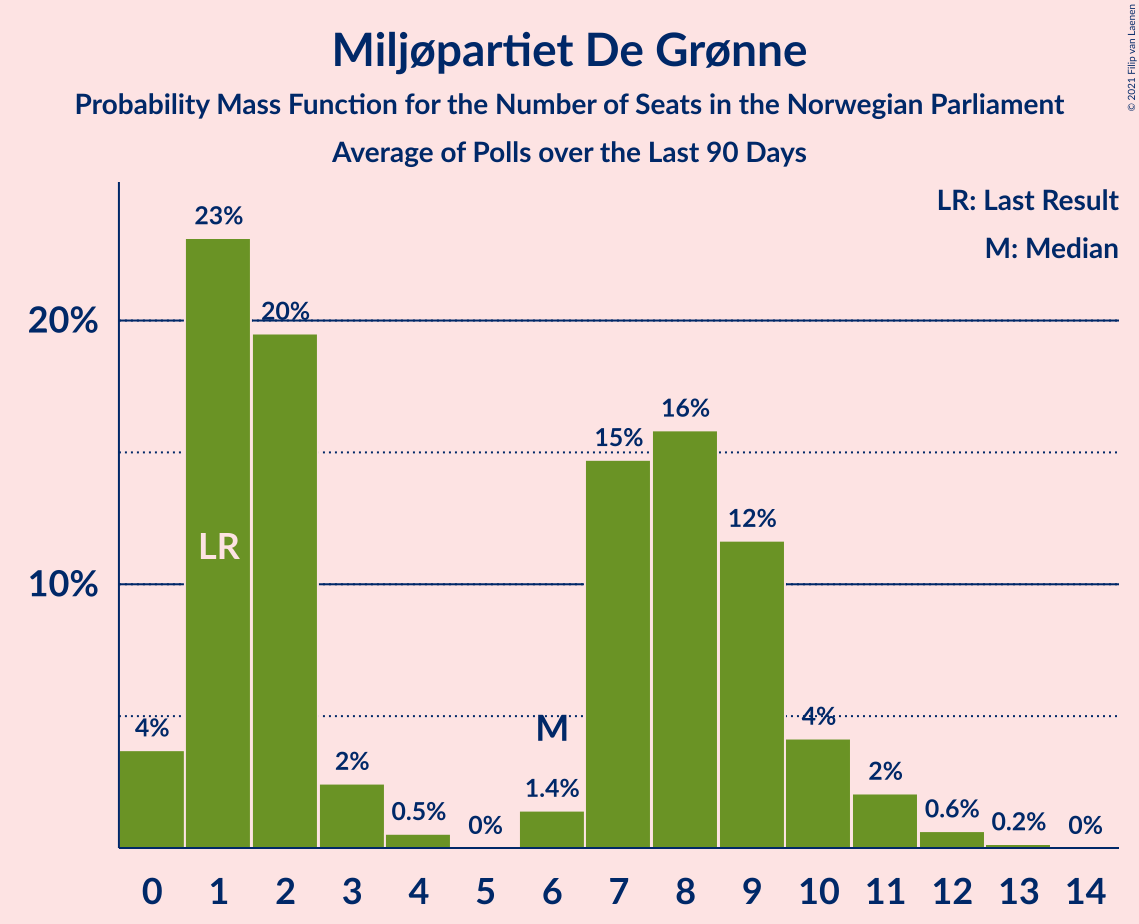 Miljøpartiet De Grønne
Probability Mass Function for the Number of Seats in the Norwegian Parliament
Average of Polls over the Last 90 Days
© 2021 Filip van Laenen
LR: Last Result
M: Median
23%
20%
20%
16%
15%
12%
LR
10%
4%
M
4%
2%
0.5%
0%
1.4%
2%
0.6%
0.2%
0%
0 1 2 3 4 5 6 7 8 9 10 11 12 13 14